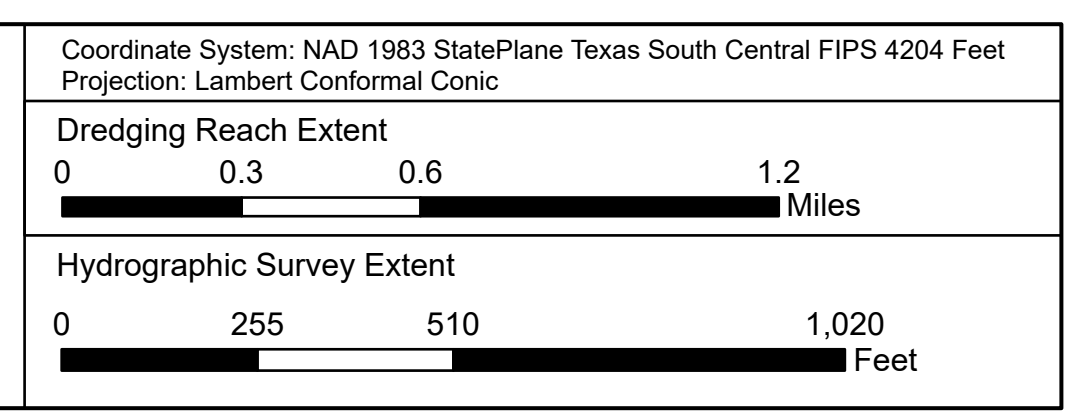 Coordinate System: NAD 1983 StatePlane Texas South Central FIPS 4204 Feet
Projection: Lambert Conformal Conic
Dredging Reach Extent
0 0.3 0.6 1.2
Miles
Hydrographic Survey Extent
0 255 510 1,020
Feet